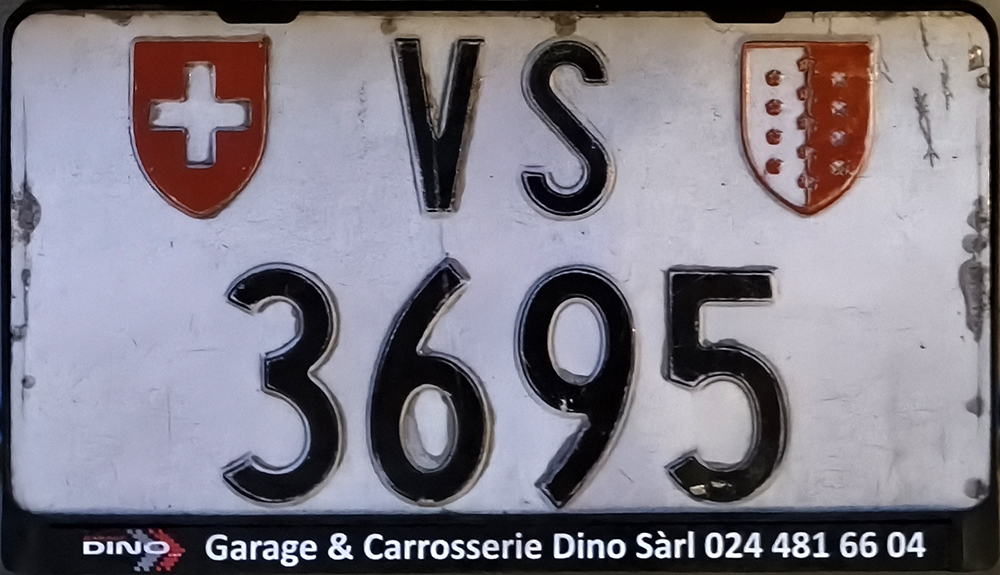 VS
3695
DINO
Garage & Carrosserie Dino Sàrl 024 481 66 04